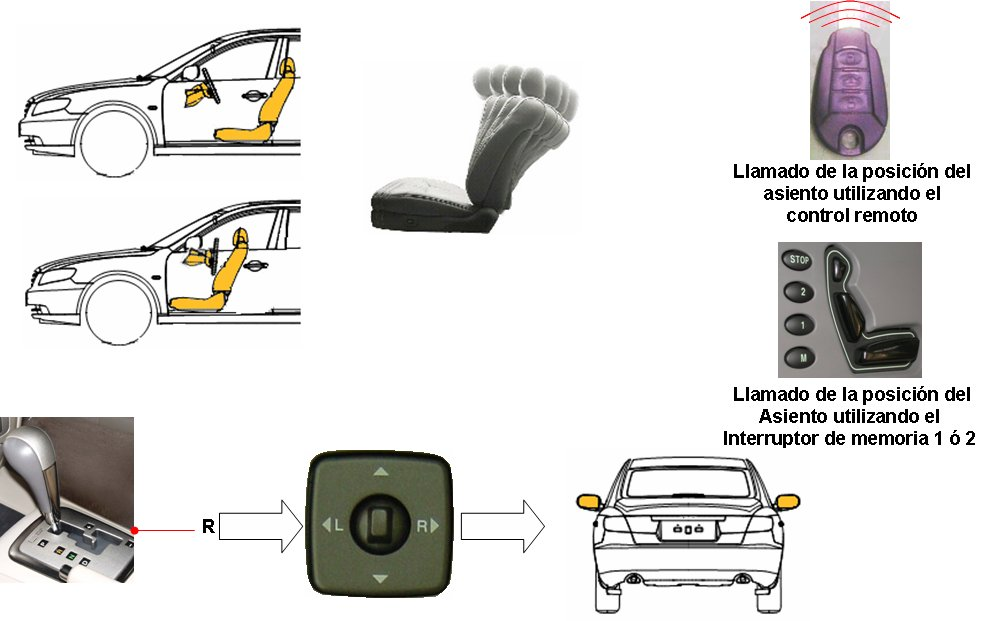 Llamado de la posición del
asiento utilizando el
control remoto
STOP
2
1
M
Llamado de la posición del
Asiento utilizando el
Interruptor de memoria 1 ó 2
R
L
R